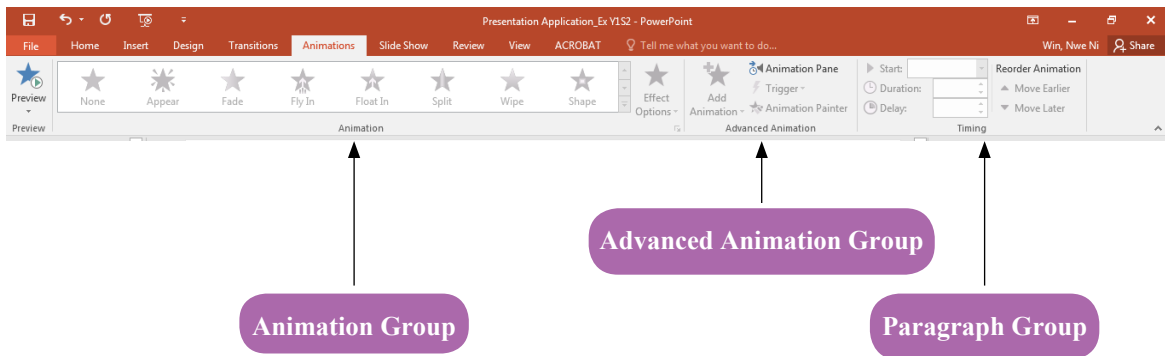 Presentation Application_Ex Y1S2 - PowerPoint
File Home Insert Design Transitions Animations Slide Show Review View ACROBAT Tell me what you want to do... Win, Nwe Ni Share
Preview
None Appear Fade Fly In Float In Split Wipe Shape
Effect Options
Add Animation
Animation Pane
Trigger
Animation Painter
Start:
Duration:
Delay:
Reorder Animation
Move Earlier
Move Later
Preview Animation Advanced Animation Timing
Advanced Animation Group
Animation Group Paragraph Group